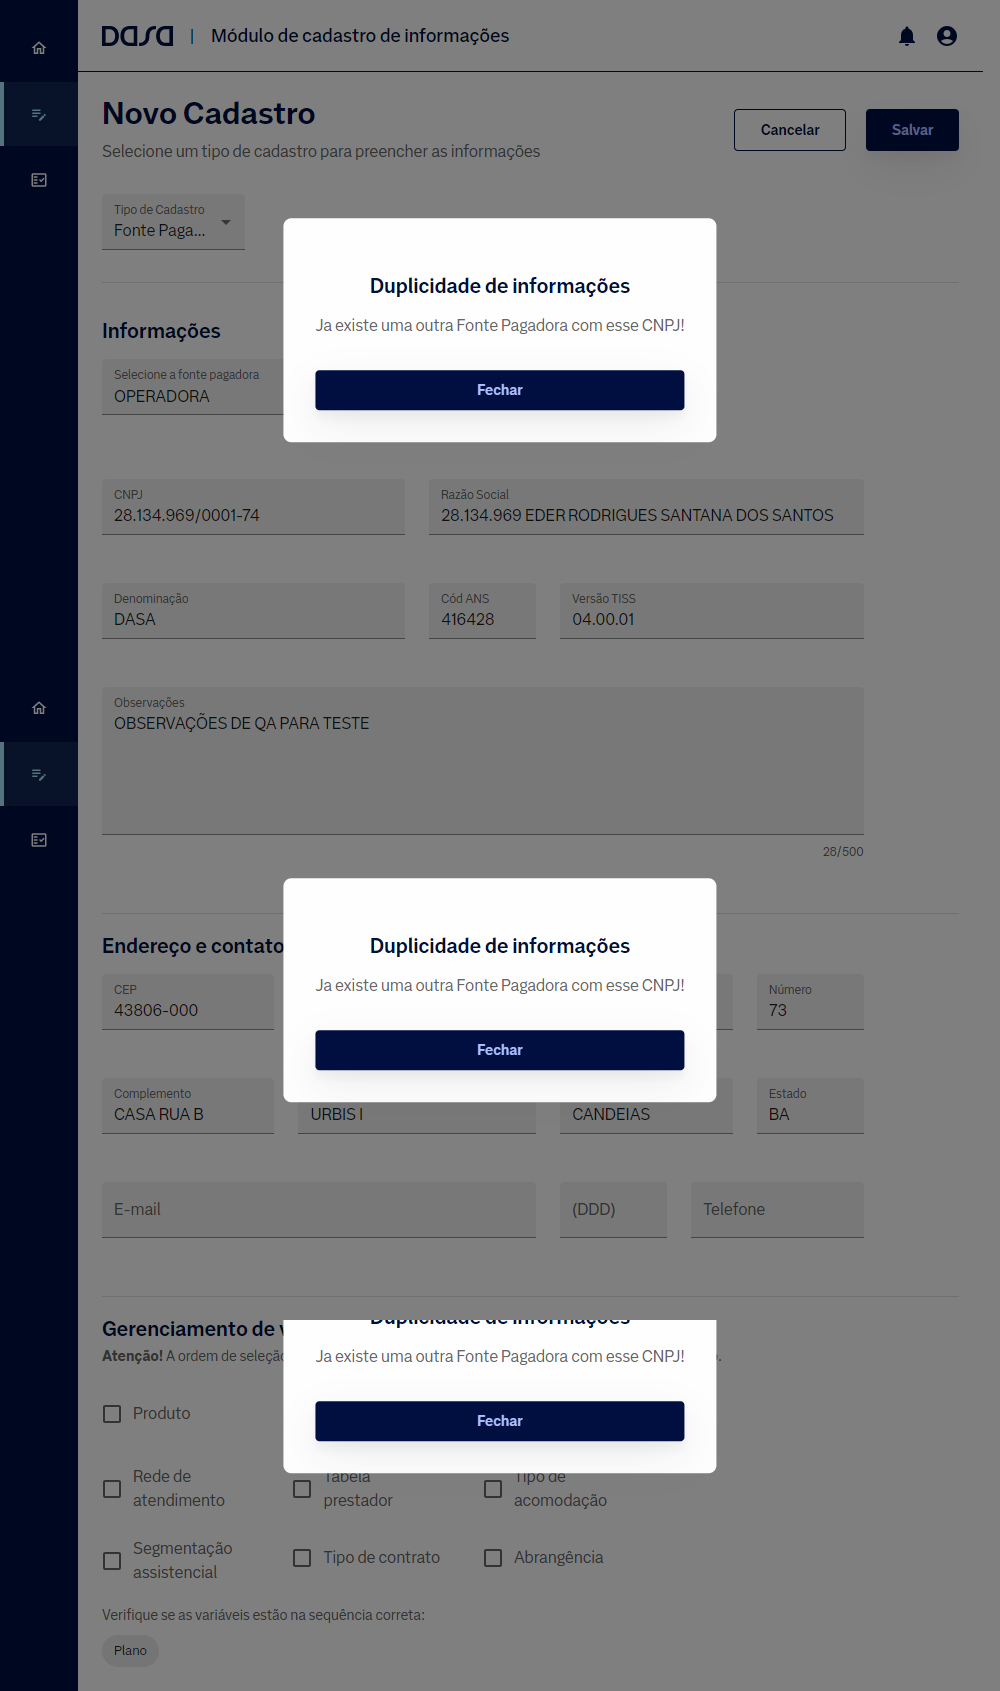 DASA | Módulo de cadastro de informações
Novo Cadastro
Cancelar
Salvar
Selecione um tipo de cadastro para preencher as informações
Tipo de Cadastro
Fonte Paga...
Duplicidade de informações
Ja existe uma outra Fonte Pagadora com esse CNPJ!
Fechar
Informações
Selecione a fonte pagadora
OPERADORA
CNPJ
28.134.969/0001-74
Razão Social
28.134.969 EDER RODRIGUES SANTANA DOS SANTOS
Denominação
DASA
Cód ANS
416428
Versão TISS
04.00.01
Observações
OBSERVAÇÕES DE QA PARA TESTE
28/500
Duplicidade de informações
Ja existe uma outra Fonte Pagadora com esse CNPJ!
Fechar
Endereço e contato
CEP
43806-000
Número
73
Complemento
CASA RUA B
URBIS I
CANDEIAS
Estado
BA
E-mail
(DDD)
Telefone
Duplicidade de informações
Ja existe uma outra Fonte Pagadora com esse CNPJ!
Fechar
Gerenciamento de
Atenção! A ordem de seleção
Produto
Rede de
atendimento
Tabela
prestador
Tipo de
acomodação
Segmentação
assistencial
Tipo de contrato
Abrangência
Verifique se as variáveis estão na sequência correta:
Plano